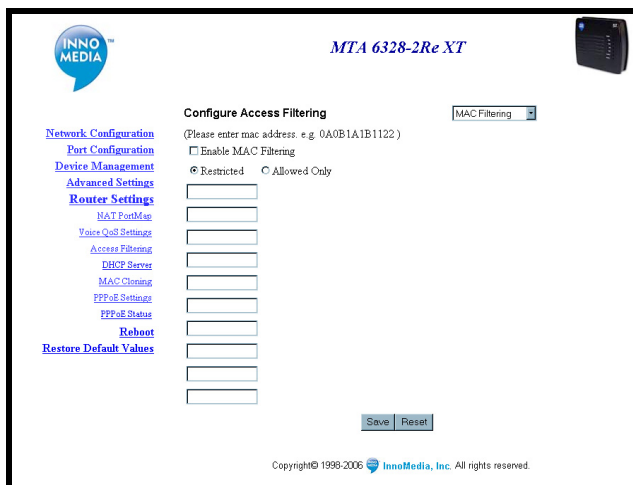 INNO
MEDIA
TM
MTA 6328-2Re XT
Configure Access Filtering
MAC Filtering
(Please enter mac address. e.g. 0A0B1A1B1122 )
Enable MAC Filtering
Restricted Allowed Only
Network Configuration
Port Configuration
Device Management
Advanced Settings
Router Settings
NAT PortMap
Voice QoS Settings
Access Filtering
DHCP Server
MAC Cloning
PPPoE Settings
PPPoE Status
Reboot
Restore Default Values
Save Reset
Copyright© 1998-2006 InnoMedia, Inc. All rights reserved.